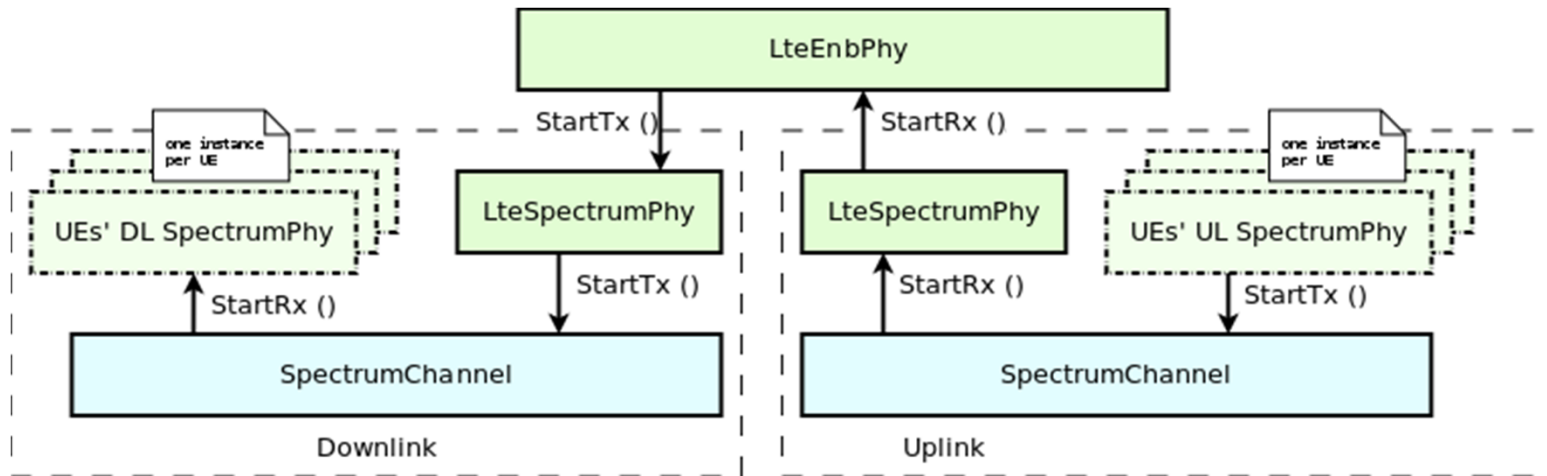 LteEnbPhy
StartTx ()
StartRx ()
one instance
per UE
one instance
per UE
UEs' DL SpectrumPhy
LteSpectrumPhy
LteSpectrumPhy
UEs' UL SpectrumPhy
StartRx ()
StartTx ()
StartRx ()
StartTx ()
SpectrumChannel
SpectrumChannel
Downlink
Uplink